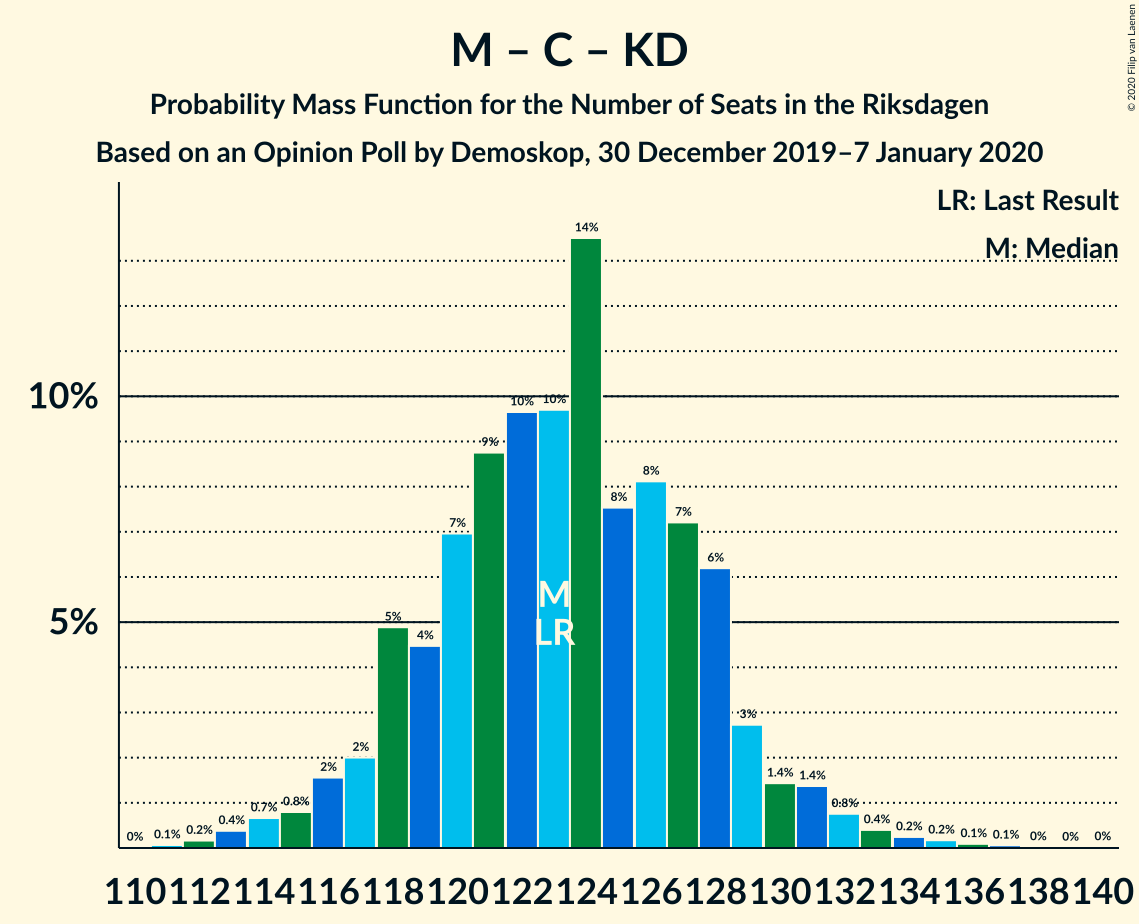 M – C – KD
Probability Mass Function for the Number of Seats in the Riksdagen
Based on an Opinion Poll by Demoskop, 30 December 2019–7 January 2020
© 2020 Filip van Laenen
LR: Last Result
M: Median
10%
5%
0% 0.1% 0.2% 0.4% 0.7% 0.8% 2% 2% 5% 4% 7% 9% 10% 10% 14% 8% 8% 7% 6% 3% 1.4% 1.4% 0.8% 0.4% 0.2% 0.2% 0.1% 0.1% 0% 0% 0%
M
LR
110 112 114 116 118 120 122 124 126 128 130 132 134 136 138 140